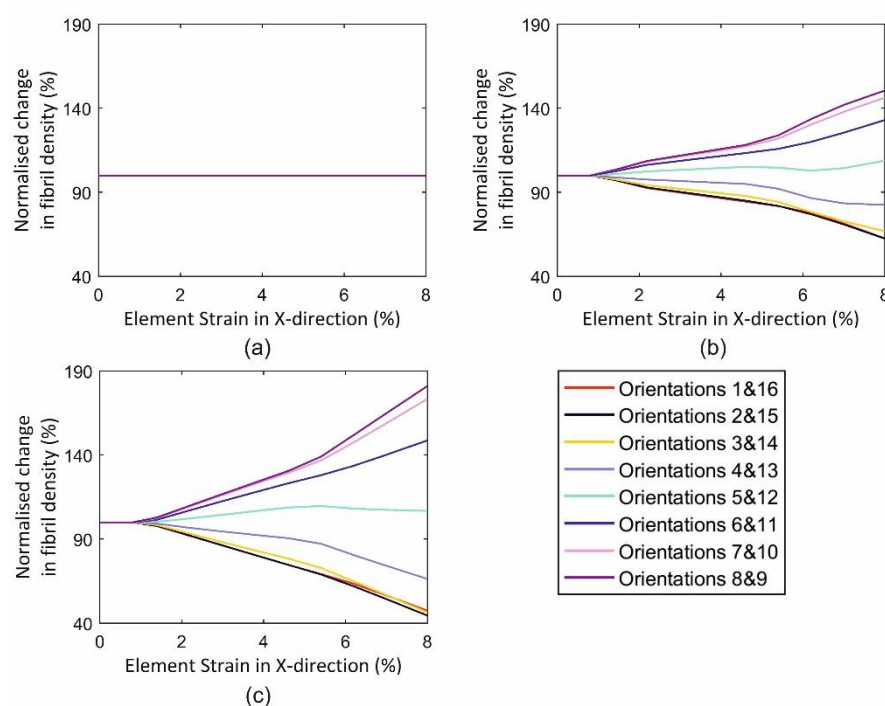 190
140
90
40
Normalised change
in fibril density (%)
0 2 4 6 8
Element Strain in X-direction (%)
(a)
190
140
90
40
Normalised change
in fibril density (%)
0 2 4 6 8
Element Strain in X-direction (%)
(b)
190
140
90
40
Normalised change
in fibril density (%)
0 2 4 6 8
Element Strain in X-direction (%)
(c)
Orientations 1&16
Orientations 2&15
Orientations 3&14
Orientations 4&13
Orientations 5&12
Orientations 6&11
Orientations 7&10
Orientations 8&9